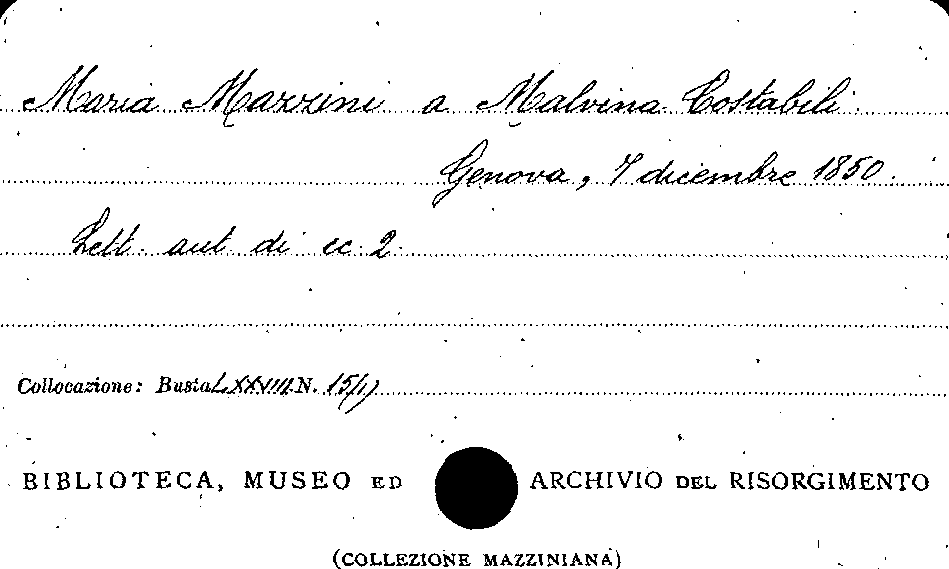 Maria Mazzini a Malvina Costabili.
Genova, 7 dicembre 1850.
Lett. aut. di cc. 2.
Collocazione: Busta LXXVIII N. 15(1)
BIBLIOTECA, MUSEO ED ARCHIVIO DEL RISORGIMENTO
(COLLEZIONE MAZZINIANA)